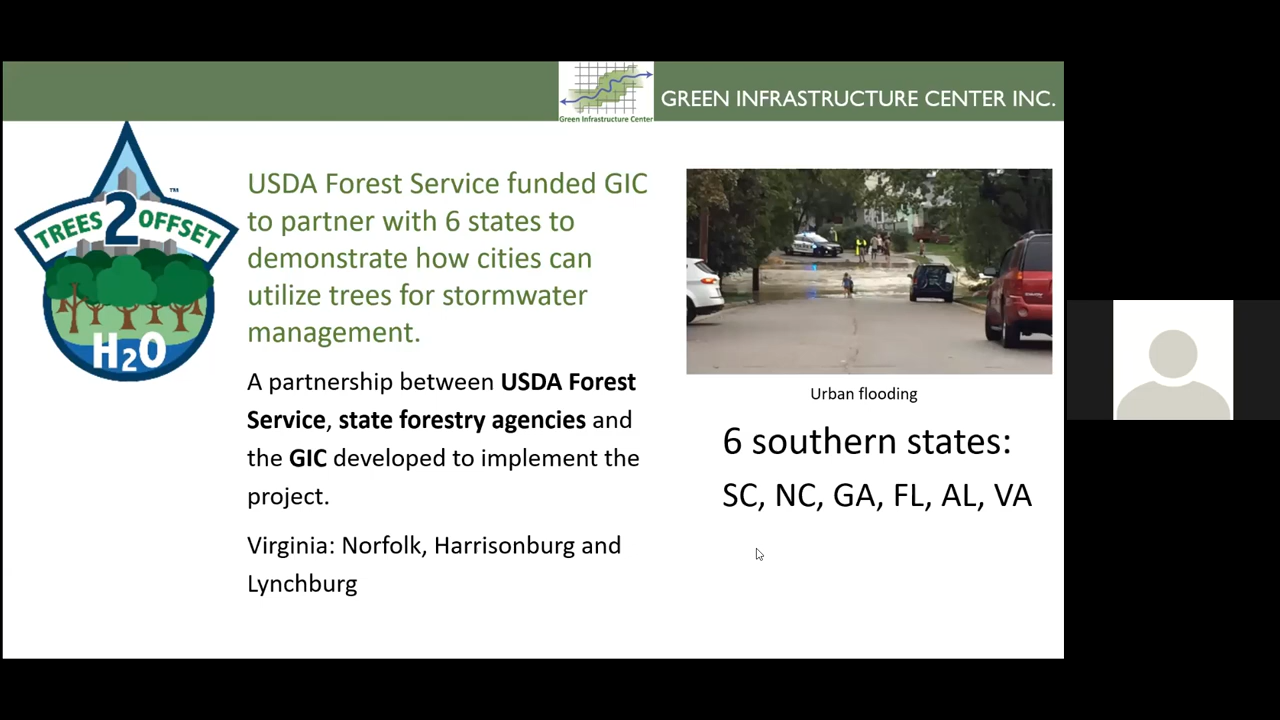 Green Infrastructure Center
GREEN INFRASTRUCTURE CENTER INC.
TREES 2 OFFSET ™
H2O
USDA Forest Service funded GIC
to partner with 6 states to
demonstrate how cities can
utilize trees for stormwater
management.
A partnership between USDA Forest
Service, state forestry agencies and
the GIC developed to implement the
project.
Virginia: Norfolk, Harrisonburg and
Lynchburg
Urban flooding
6 southern states:
SC, NC, GA, FL, AL, VA